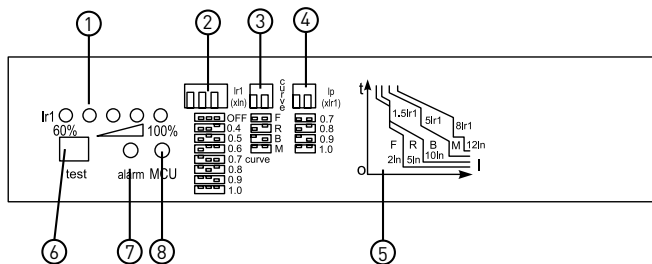 1
2
3
4
Ir1
(xIn)
curve
Ip
(xIr1)
Ir1
60%
100%
OFF
0.4
0.5
0.6
0.7
0.8
0.9
1.0
F
R
B
M
curve
0.7
0.8
0.9
1.0
test
alarm
MCU
t
1.5Ir1
5Ir1
8Ir1
F R B M 12In
2In 5In 10In
I
O
5
6
7
8